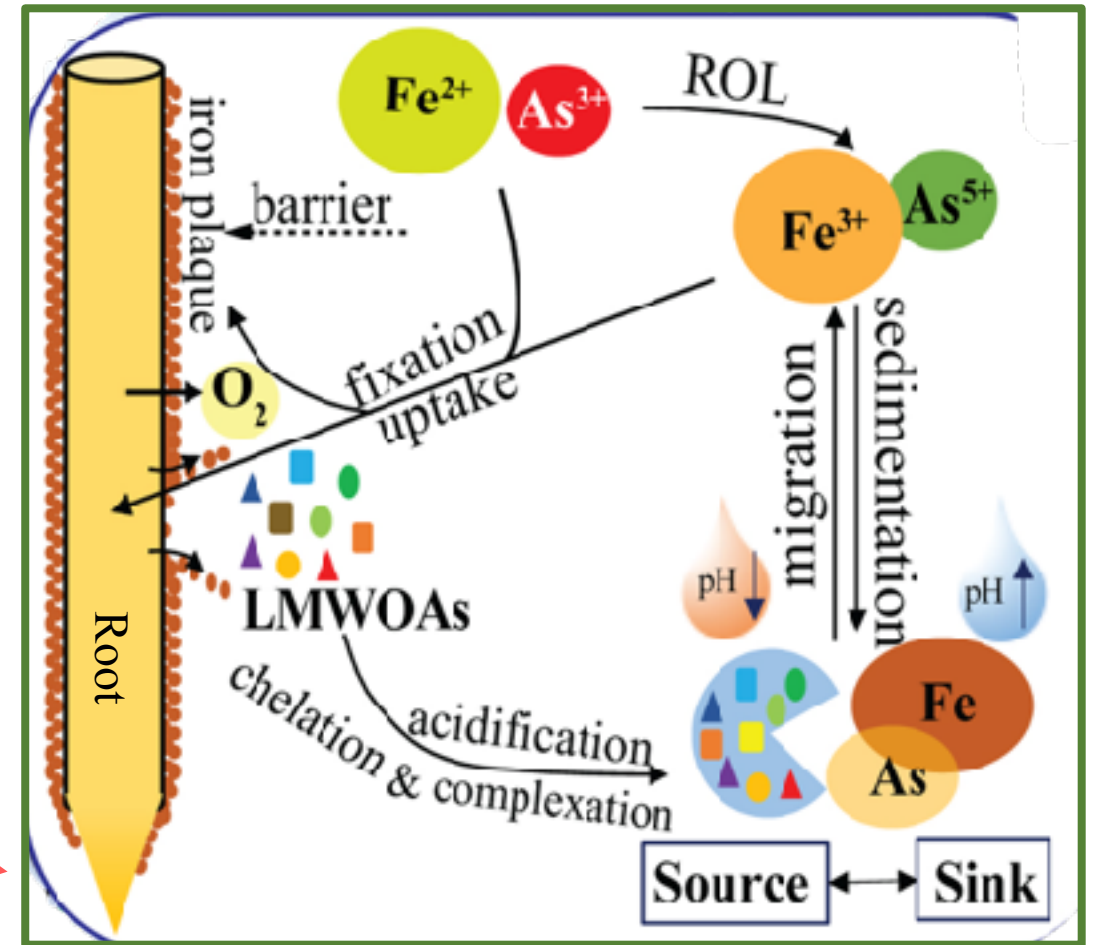 Fe²⁺
As³⁺
ROL
iron plaque
barrier
Fe³⁺
As⁵⁺
fixation
uptake
O₂
migration
sedimentation
pH
pH
LMWOAs
Root
chelation & complexation
acidification
Fe
As
Source
Sink